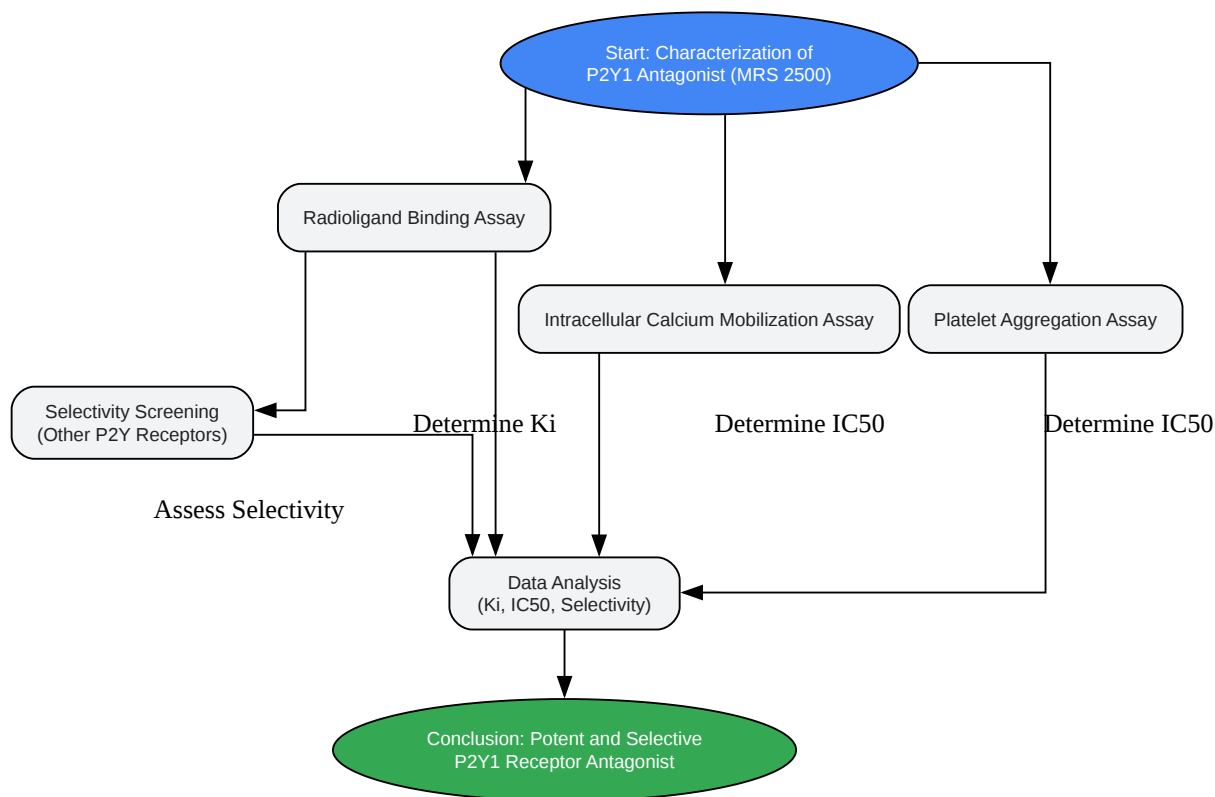 Start: Characterization of
P2Y1 Antagonist (MRS 2500)
Radioligand Binding Assay
Intracellular Calcium Mobilization Assay
Platelet Aggregation Assay
Selectivity Screening
(Other P2Y Receptors)
Determine Ki
Determine IC50
Determine IC50
Assess Selectivity
Data Analysis
(Ki, IC50, Selectivity)
Conclusion: Potent and Selective
P2Y1 Receptor Antagonist